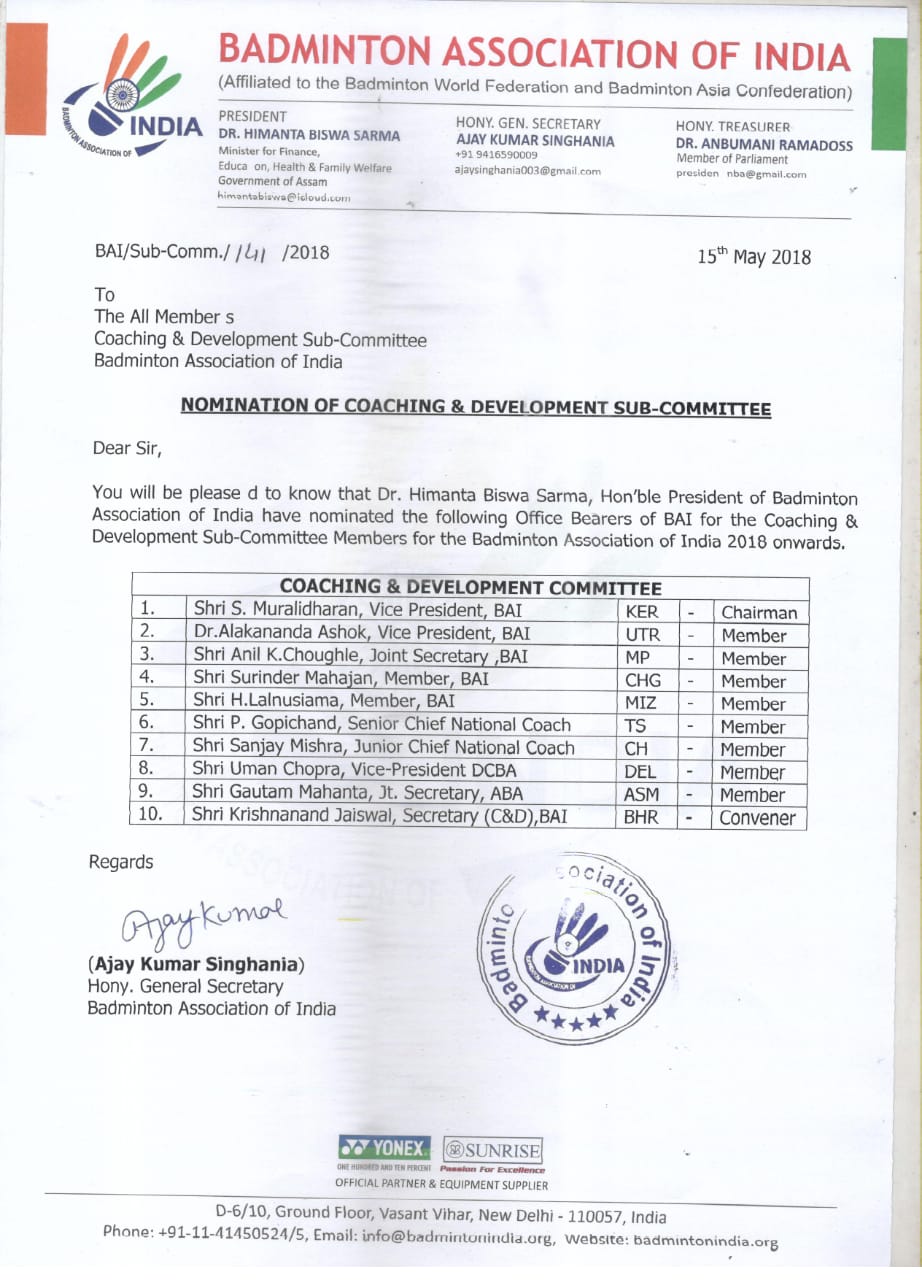 BADMINTON ASSOCIATION OF INDIA
(Affiliated to the Badminton World Federation and Badminton Asia Confederation)
BADMINTON ASSOCIATION OF
INDIA
PRESIDENT
DR. HIMANTA BISWA SARMA
Minister for Finance,
Educa on, Health & Family Welfare
Government of Assam
himantabiswa@icloud.com
HONY. GEN. SECRETARY
AJAY KUMAR SINGHANIA
+91 9416590009
ajaysinghania003@gmail.com
HONY. TREASURER
DR. ANBUMANI RAMADOSS
Member of Parliament
presiden nba@gmail.com
BAI/Sub-Comm./ 141 /2018
15th May 2018
To
The All Member s
Coaching & Development Sub-Committee
Badminton Association of India
NOMINATION OF COACHING & DEVELOPMENT SUB-COMMITTEE
Dear Sir,
You will be please d to know that Dr. Himanta Biswa Sarma, Hon'ble President of Badminton
Association of India have nominated the following Office Bearers of BAI for the Coaching &
Development Sub-Committee Members for the Badminton Association of India 2018 onwards.
COACHING & DEVELOPMENT COMMITTEE
1. Shri S. Muralidharan, Vice President, BAI KER - Chairman
2. Dr.Alakananda Ashok, Vice President, BAI UTR - Member
3. Shri Anil K.Choughle, Joint Secretary ,BAI MP - Member
4. Shri Surinder Mahajan, Member, BAI CHG - Member
5. Shri H.Lalnusiama, Member, BAI MIZ - Member
6. Shri P. Gopichand, Senior Chief National Coach TS - Member
7. Shri Sanjay Mishra, Junior Chief National Coach CH - Member
8. Shri Uman Chopra, Vice-President DCBA DEL - Member
9. Shri Gautam Mahanta, Jt. Secretary, ABA ASM - Member
10. Shri Krishnanand Jaiswal, Secretary (C&D),BAI BHR - Convener
Regards
Ajay Kumar
(Ajay Kumar Singhania)
Hony. General Secretary
Badminton Association of India
Badminto sociation of India
INDIA
YONEX
ONE HUNDRED AND TEN PERCENT
SUNRISE
Passion For Excellence
OFFICIAL PARTNER & EQUIPMENT SUPPLIER
D-6/10, Ground Floor, Vasant Vihar, New Delhi - 110057, India
Phone: +91-11-41450524/5, Email: info@badmintonindia.org, Website: badmintonindia.org